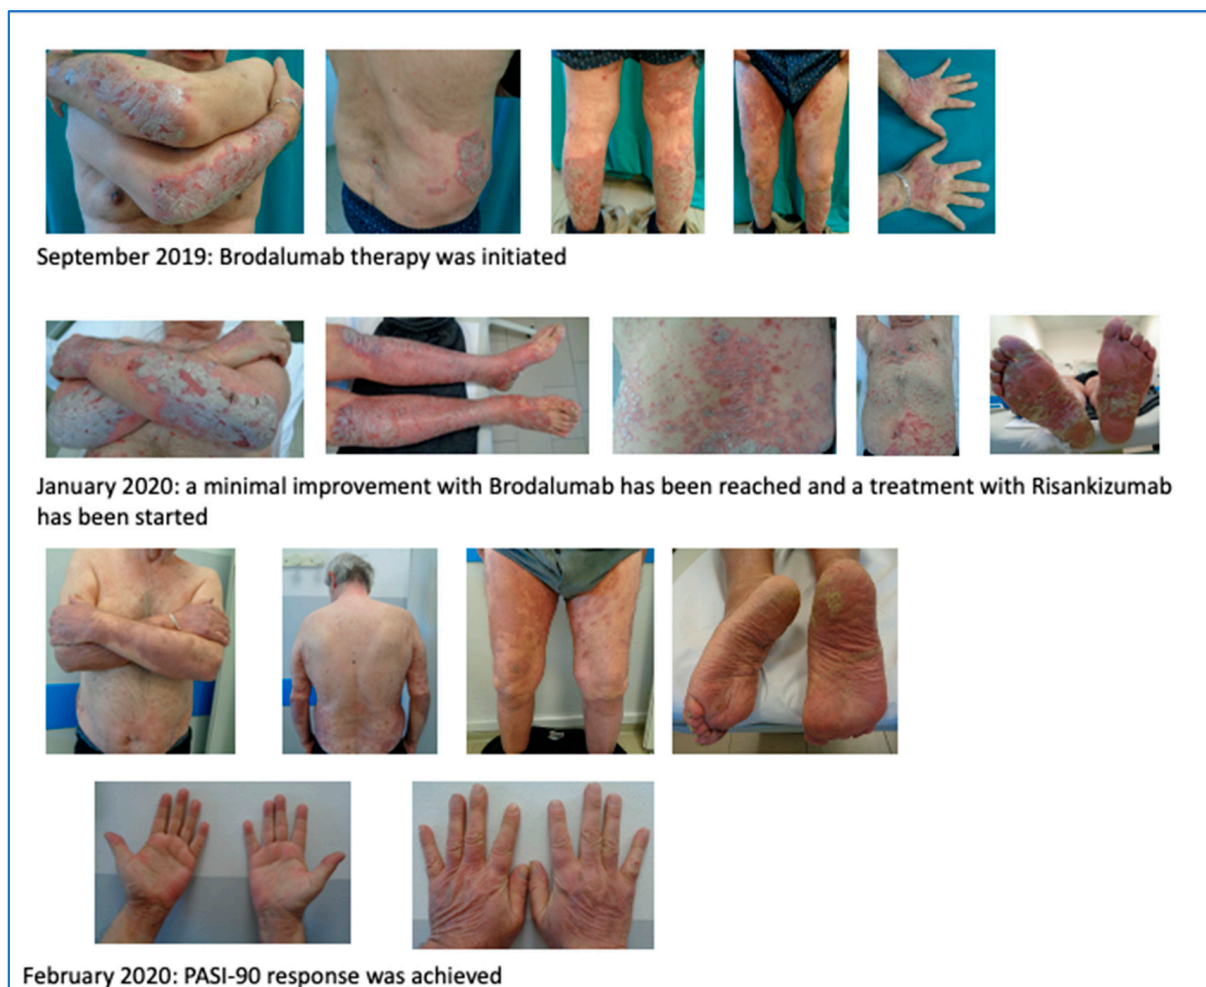 September 2019: Brodalumab therapy was initiated
January 2020: a minimal improvement with Brodalumab has been reached and a treatment with Risankizumab
has been started
February 2020: PASI-90 response was achieved